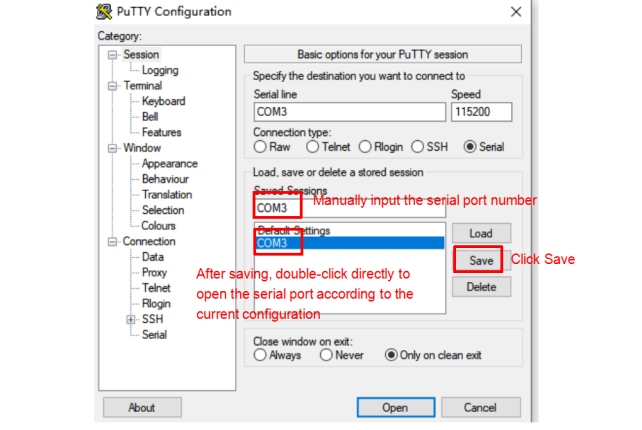 PuTTY Configuration
Category:
Session
Logging
Terminal
Keyboard
Bell
Features
Window
Appearance
Behaviour
Translation
Selection
Colours
Connection
Data
Proxy
Telnet
Rlogin
SSH
Serial
Basic options for your PuTTY session
Specify the destination you want to connect to
Serial line Speed
COM3 115200
Connection type:
Raw Telnet Rlogin SSH Serial
Load, save or delete a stored session
Saved Sessions
Manually input the serial port number
COM3
Default Settings
COM3
Load
Save
Click Save
Delete
After saving, double-click directly to
open the serial port according to the
current configuration
Close window on exit:
Always Never Only on clean exit
About Open Cancel